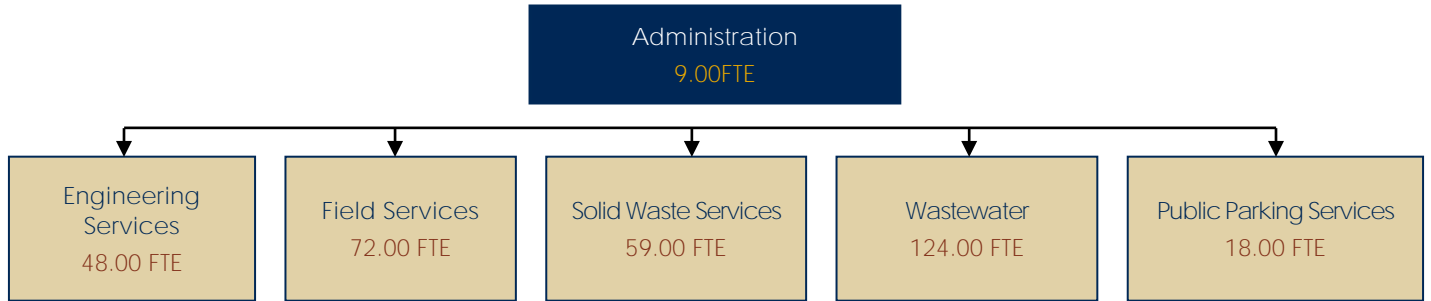 Administration
9.00FTE
Engineering
Services
48.00 FTE
Field Services
72.00 FTE
Solid Waste Services
59.00 FTE
Wastewater
124.00 FTE
Public Parking Services
18.00 FTE